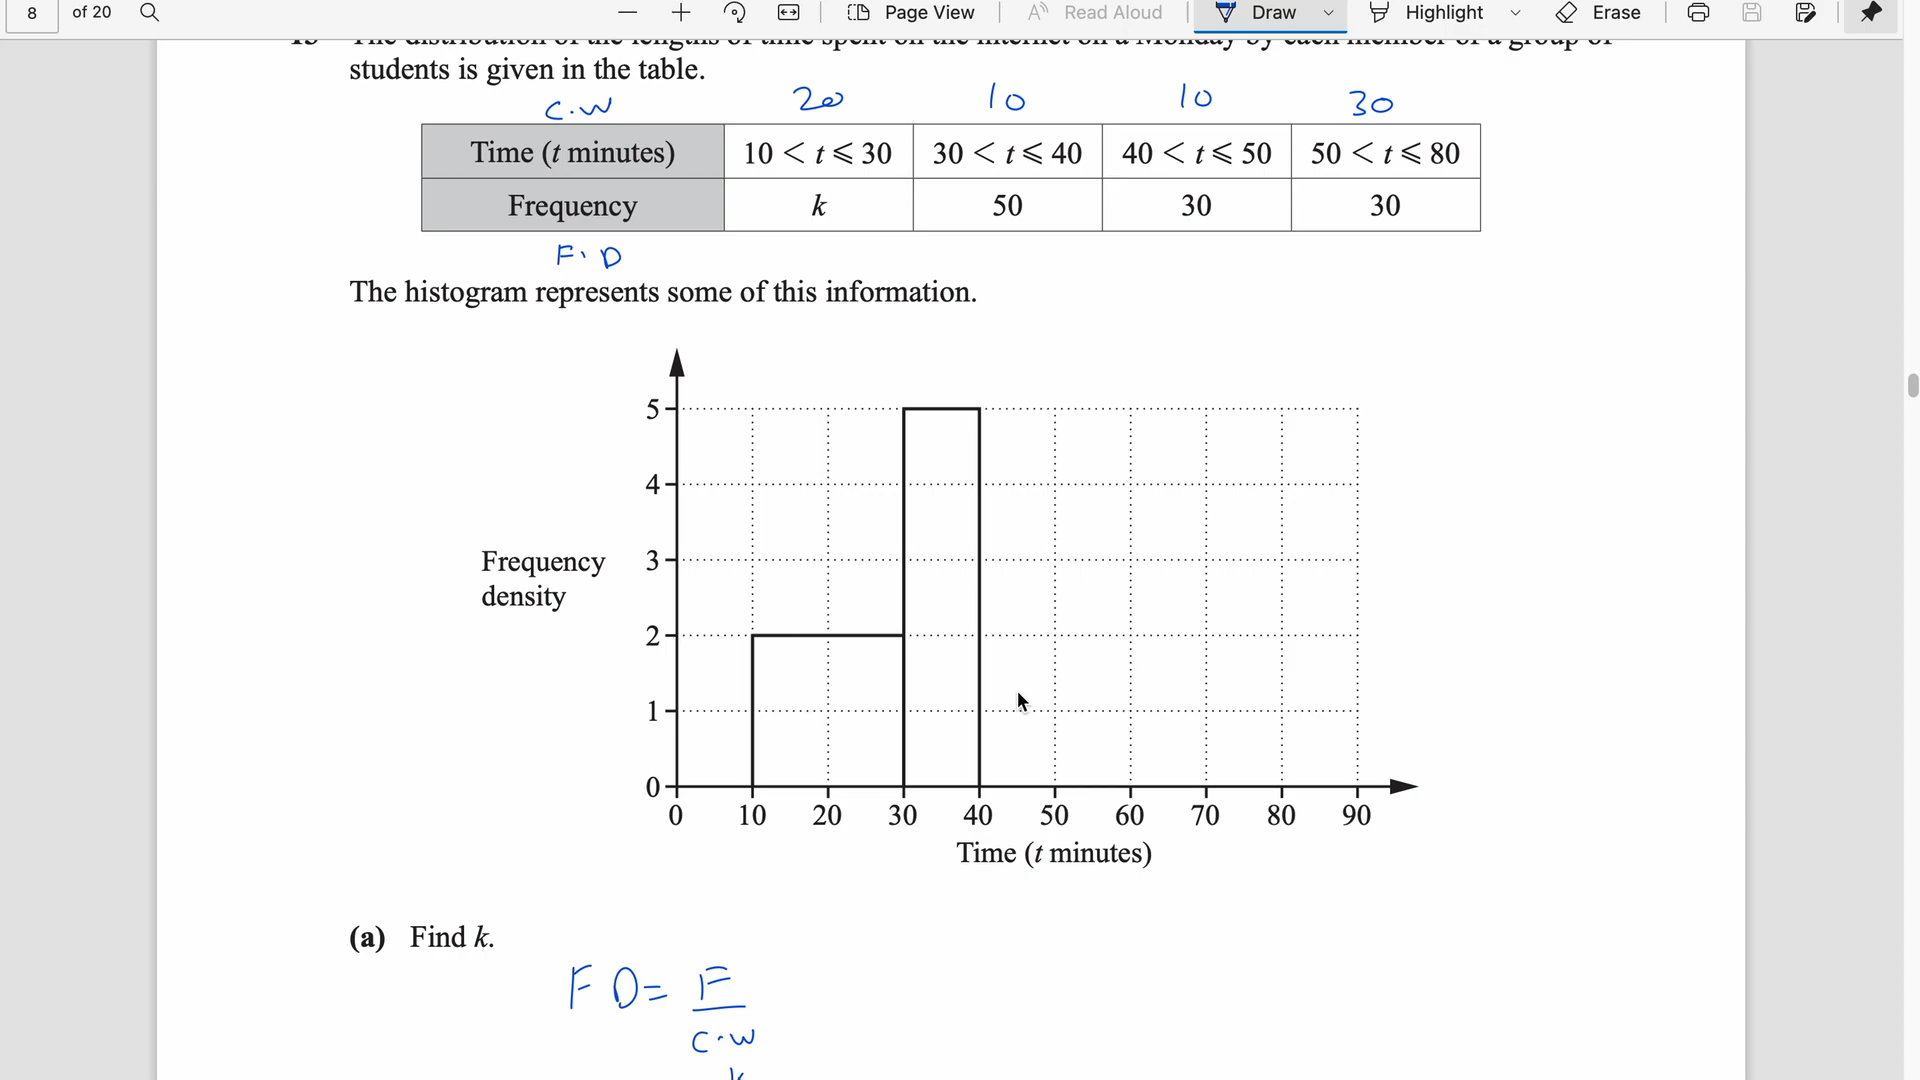 8 of 20 Page View Read Aloud Draw Highlight Erase
students is given in the table.
C.W 20 10 10 30
Time (t minutes) 10 < t ⩽ 30 30 < t ⩽ 40 40 < t ⩽ 50 50 < t ⩽ 80
Frequency k 50 30 30
F. D
The histogram represents some of this information.
5
4
3
2
1
0
Frequency
density
0 10 20 30 40 50 60 70 80 90
Time (t minutes)
(a) Find k.
F D = F
C.W